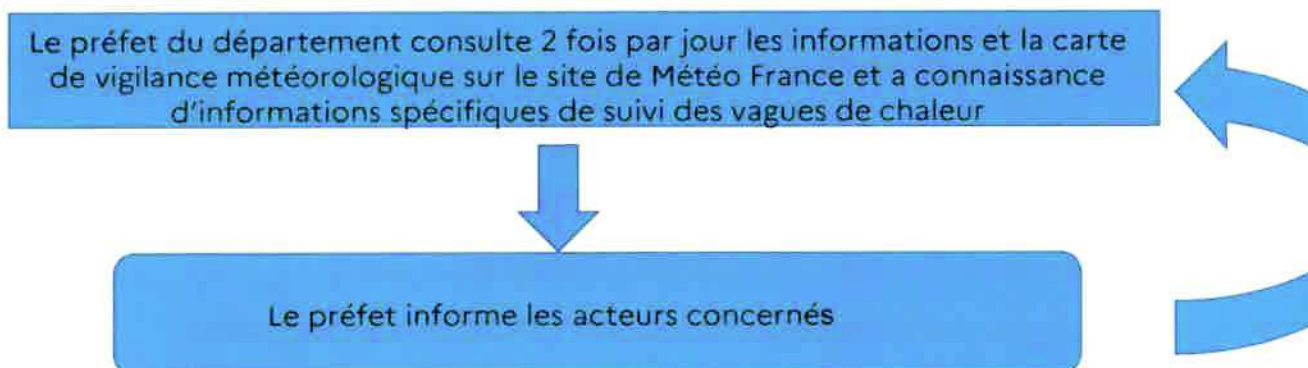 Le préfet du département consulte 2 fois par jour les informations et la carte
de vigilance météorologique sur le site de Météo France et a connaissance
d'informations spécifiques de suivi des vagues de chaleur
Le préfet informe les acteurs concernés